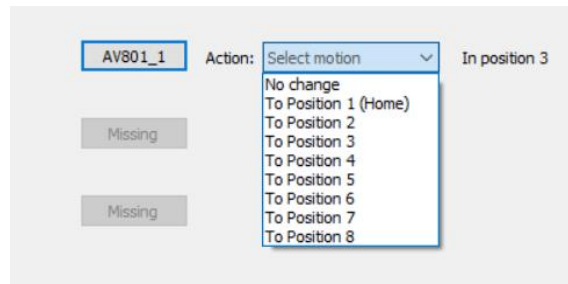 AV801_1 Action: Select motion In position 3
No change
To Position 1 (Home)
To Position 2
Missing
To Position 3
To Position 4
To Position 5
To Position 6
Missing
To Position 7
To Position 8